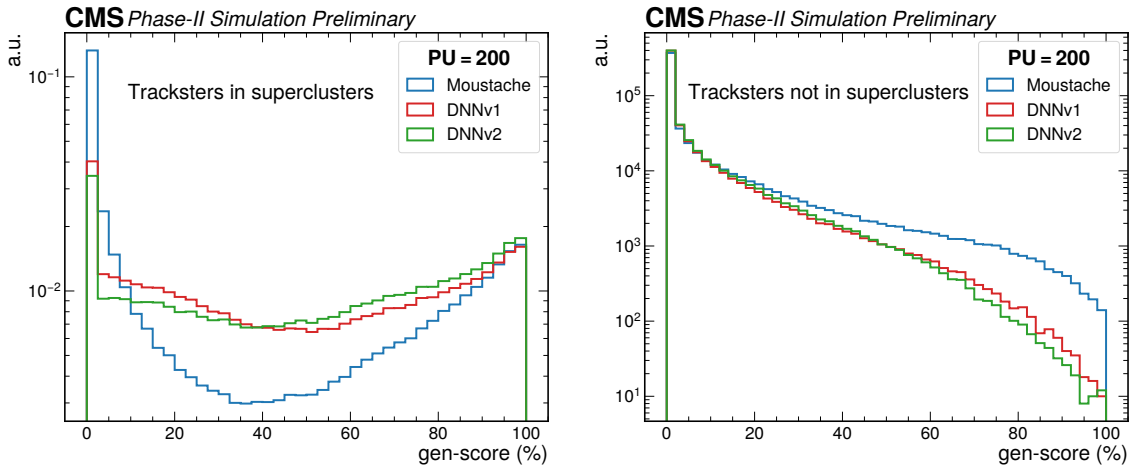 CMS Phase-II Simulation Preliminary
a.u.
PU = 200
Moustache
DNNv1
DNNv2
Tracksters in superclusters
10⁻¹
10⁻²
0 20 40 60 80 100
gen-score (%)
CMS Phase-II Simulation Preliminary
a.u.
PU = 200
Moustache
DNNv1
DNNv2
Tracksters not in superclusters
10⁵
10⁴
10³
10²
10¹
0 20 40 60 80 100
gen-score (%)